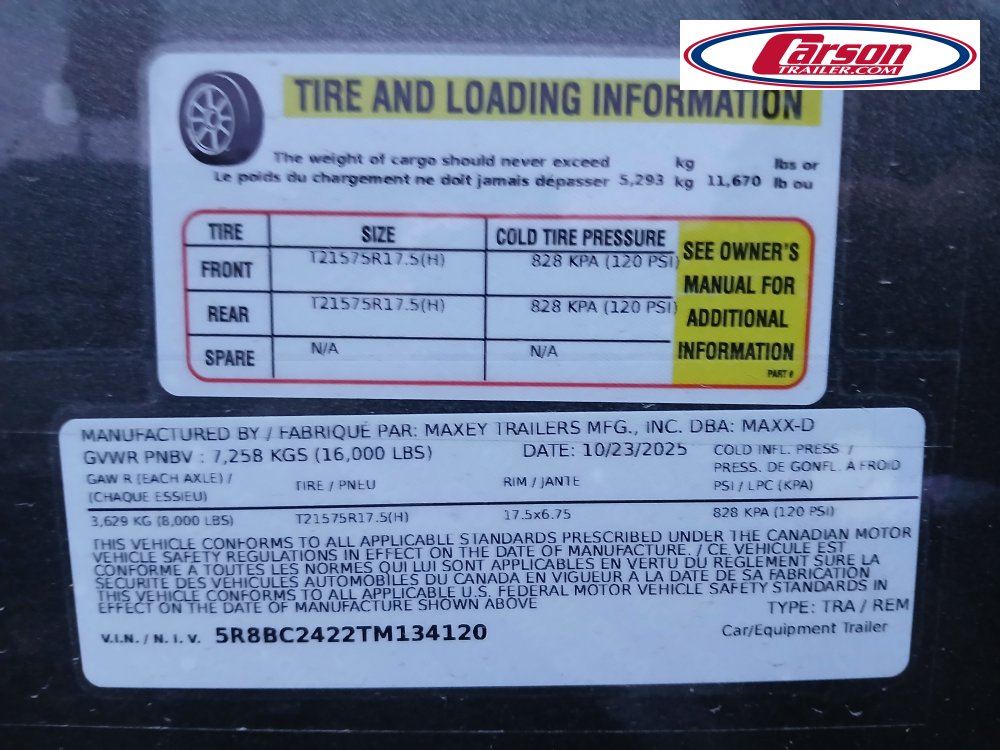 Carson
TRAILER.COM
TIRE AND LOADING INFORMATION
The weight of cargo should never exceed kg lbs or
Le poids du chargement ne doit jamais dépasser 5,293 kg 11,670 lb ou
TIRE SIZE COLD TIRE PRESSURE
FRONT T21575R17.5(H) 828 KPA (120 PSI)
REAR T21575R17.5(H) 828 KPA (120 PSI)
SPARE N/A N/A
SEE OWNER'S
MANUAL FOR
ADDITIONAL
INFORMATION
PART #
MANUFACTURED BY / FABRIQUÉ PAR: MAXEY TRAILERS MFG., INC. DBA: MAXX-D
GVWR PNBV : 7,258 KGS (16,000 LBS) DATE: 10/23/2025
COLD INFL. PRESS. /
PRESS. DE GONFL. A FROID
PSI / LPC (KPA)
GAW R (EACH AXLE) /
(CHAQUE ESSIEU)
TIRE / PNEU RIM / JANTE
3,629 KG (8,000 LBS) T21575R17.5(H) 17.5x6.75 828 KPA (120 PSI)
THIS VEHICLE CONFORMS TO ALL APPLICABLE STANDARDS PRESCRIBED UNDER THE CANADIAN MOTOR
VEHICLE SAFETY REGULATIONS IN EFFECT ON THE DATE OF MANUFACTURE. / CE VEHICULE EST
CONFORME A TOUTES LES NORMES QUI LUI SONT APPLICABLES EN VERTU DU REGLEMENT SURE LA
SECURITE DES VEHICULES AUTOMOBILES DU CANADA EN VIGUEUR A LA DATE DE SA FABRICATION
THIS VEHICLE CONFORMS TO ALL APPLICABLE U.S. FEDERAL MOTOR VEHICLE SAFETY STANDARDS IN
EFFECT ON THE DATE OF MANUFACTURE SHOWN ABOVE
TYPE: TRA / REM
V.I.N. / N.I.V. 5R8BC2422TM134120
Car/Equipment Trailer